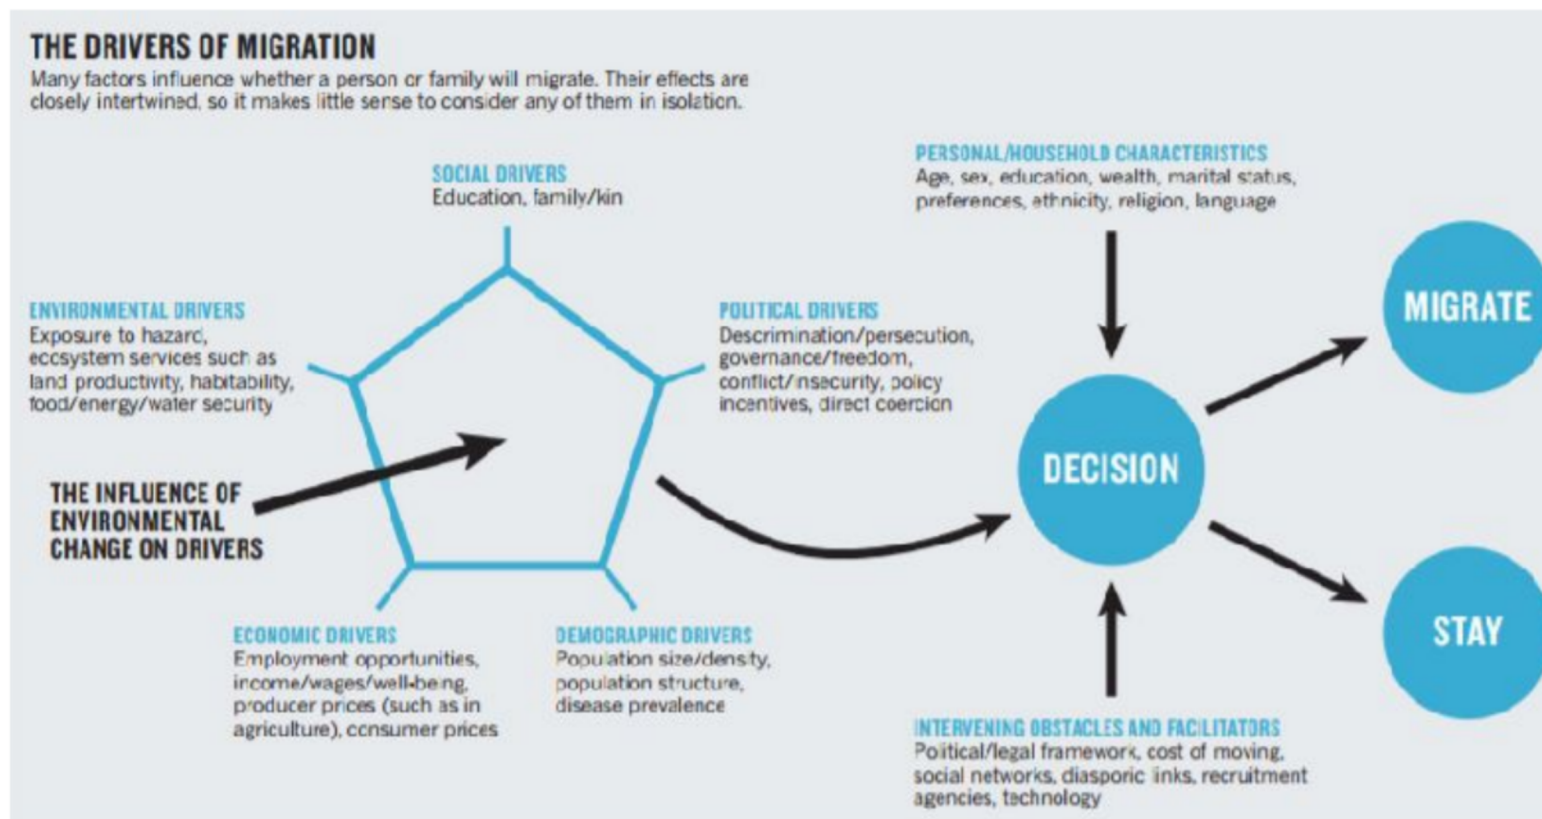 THE DRIVERS OF MIGRATION
Many factors influence whether a person or family will migrate. Their effects are
closely intertwined, so it makes little sense to consider any of them in isolation.
SOCIAL DRIVERS
Education, family/kin
ENVIRONMENTAL DRIVERS
Exposure to hazard,
ecosystem services such as
land productivity, habitability,
food/energy/water security
POLITICAL DRIVERS
Descrimination/persecution,
governance/freedom,
conflict/insecurity, policy
incentives, direct coercion
THE INFLUENCE OF
ENVIRONMENTAL
CHANGE ON DRIVERS
ECONOMIC DRIVERS
Employment opportunities,
income/wages/well-being,
producer prices (such as in
agriculture), consumer prices
DEMOGRAPHIC DRIVERS
Population size/density,
population structure,
disease prevalence
PERSONAL/HOUSEHOLD CHARACTERISTICS
Age, sex, education, wealth, marital status,
preferences, ethnicity, religion, language
DECISION
INTERVENING OBSTACLES AND FACILITATORS
Political/legal framework, cost of moving,
social networks, diasporic links, recruitment
agencies, technology
MIGRATE
STAY